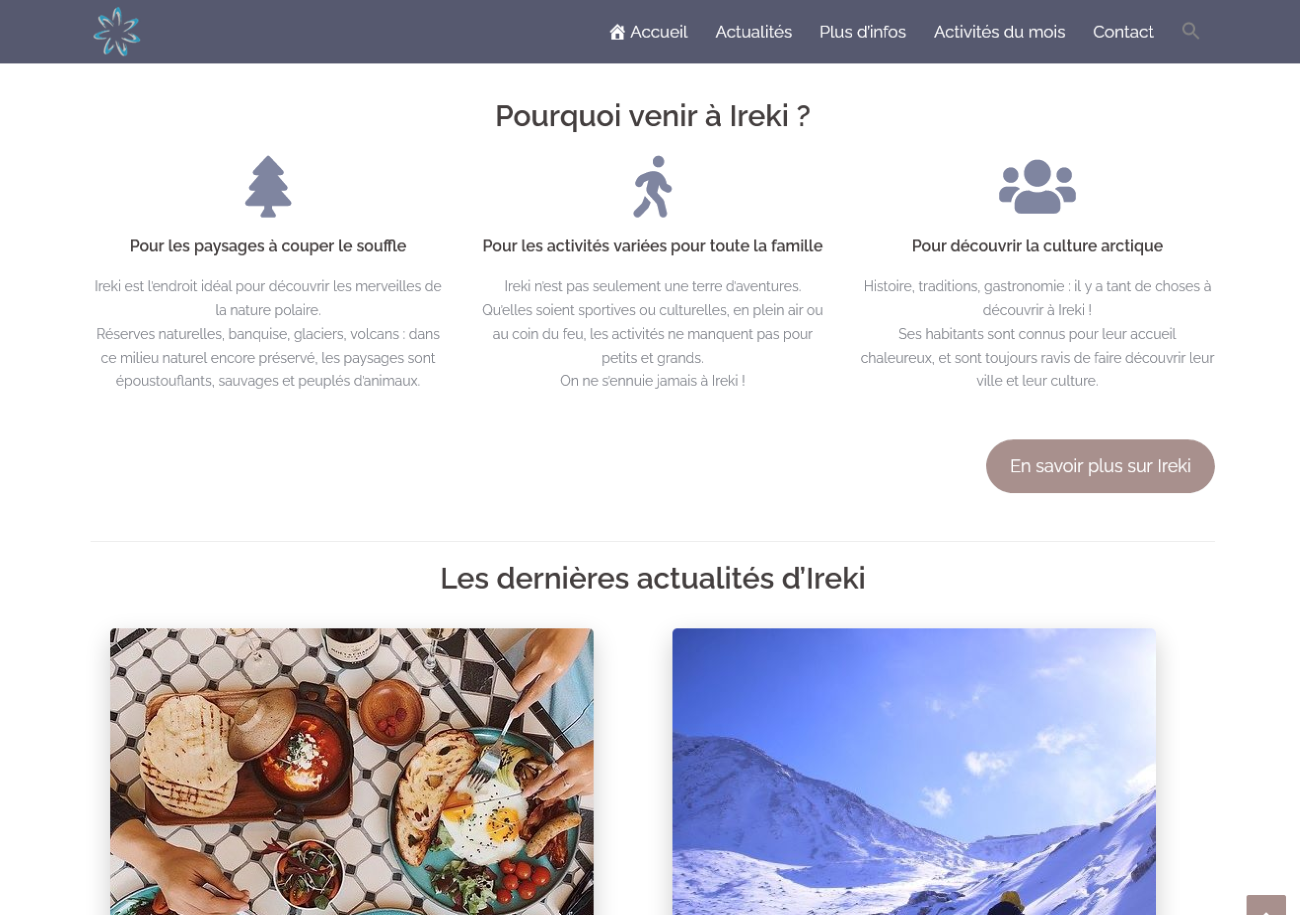 Accueil Actualités Plus d'infos Activités du mois Contact
Pourquoi venir à Ireki ?
Pour les paysages à couper le souffle
Ireki est l'endroit idéal pour découvrir les merveilles de
la nature polaire.
Réserves naturelles, banquise, glaciers, volcans : dans
ce milieu naturel encore préservé, les paysages sont
époustouflants, sauvages et peuplés d'animaux.
Pour les activités variées pour toute la famille
Ireki n'est pas seulement une terre d'aventures.
Qu'elles soient sportives ou culturelles, en plein air ou
au coin du feu, les activités ne manquent pas pour
petits et grands.
On ne s'ennuie jamais à Ireki !
Pour découvrir la culture arctique
Histoire, traditions, gastronomie : il y a tant de choses à
découvrir à Ireki !
Ses habitants sont connus pour leur accueil
chaleureux, et sont toujours ravis de faire découvrir leur
ville et leur culture.
En savoir plus sur Ireki
Les dernières actualités d'Ireki